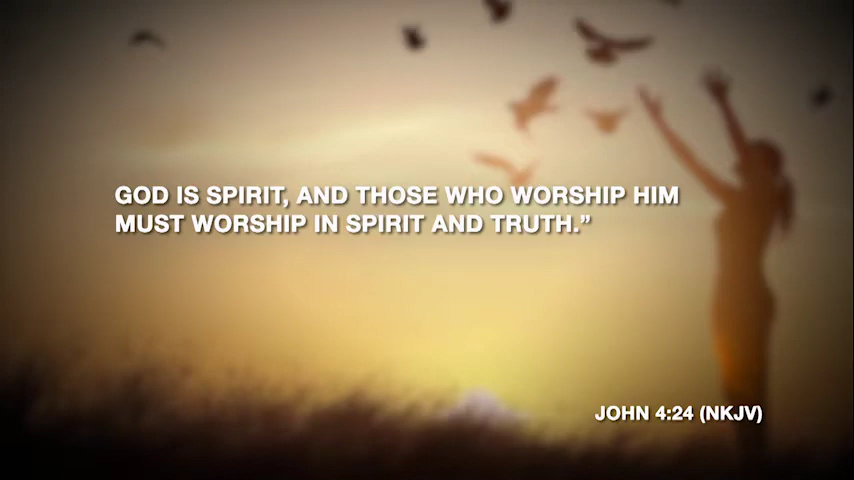 GOD IS SPIRIT, AND THOSE WHO WORSHIP HIM
MUST WORSHIP IN SPIRIT AND TRUTH.”
JOHN 4:24 (NKJV)